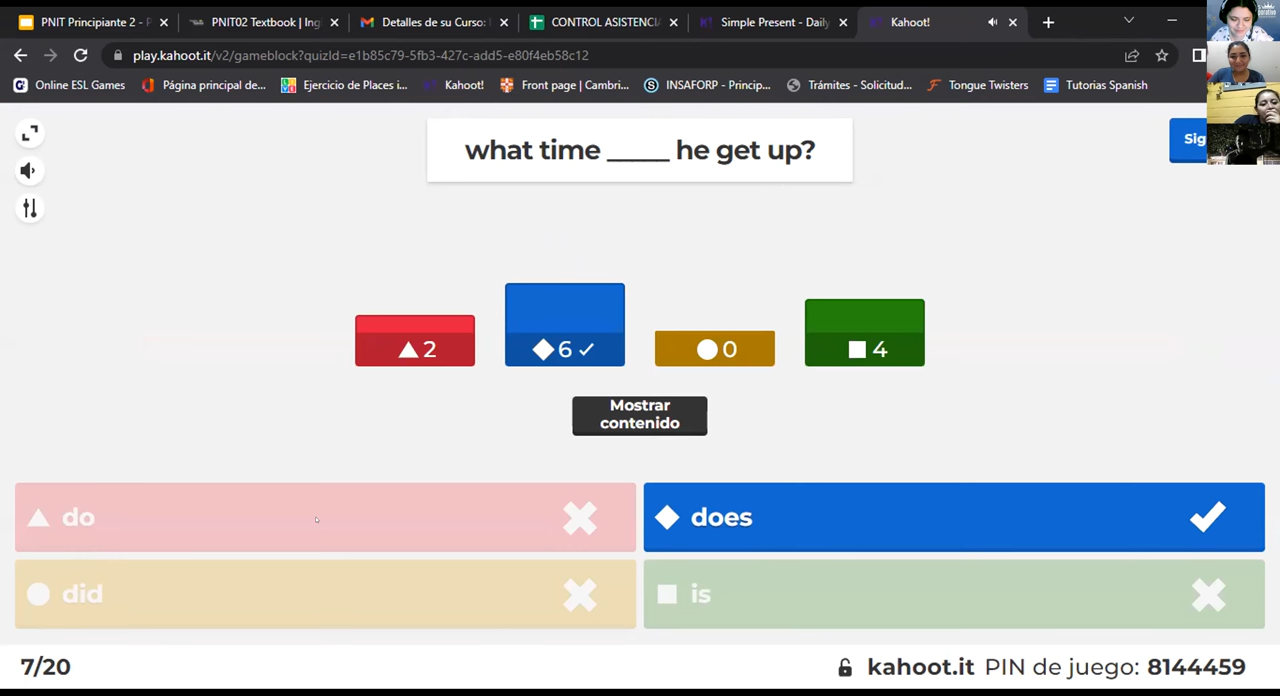 PNIT Principiante 2 - P
PNIT02 Textbook | Ing
Detalles de su Curso:
CONTROL ASISTENCIA
Simple Present - Daily
Kahoot!
play.kahoot.it/v2/gameblock?quizId=e1b85c79-5fb3-427c-add5-e80f4eb58c12
Online ESL Games
Página principal de...
Ejercicio de Places i...
Kahoot!
Front page | Cambri...
INSAFORP - Princip...
Trámites - Solicitud...
Tongue Twisters
Tutorias Spanish
what time _____ he get up?
Sig
2
6
0
4
Mostrar
contenido
do
does
did
is
7/20
kahoot.it PIN de juego: 8144459